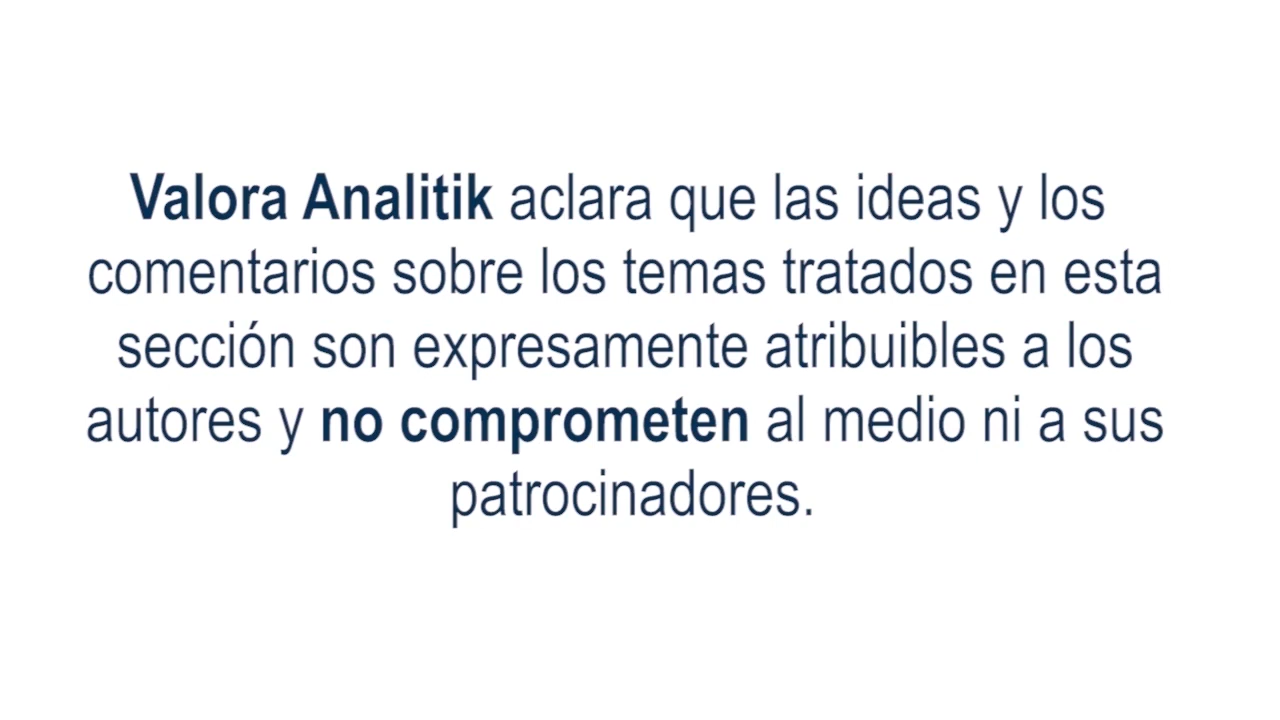 Valora Analitik aclara que las ideas y los
comentarios sobre los temas tratados en esta
sección son expresamente atribuibles a los
autores y no comprometen al medio ni a sus
patrocinadores.